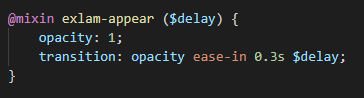 @mixin exlam-appear ($delay) {
opacity: 1;
transition: opacity ease-in 0.3s $delay;
}